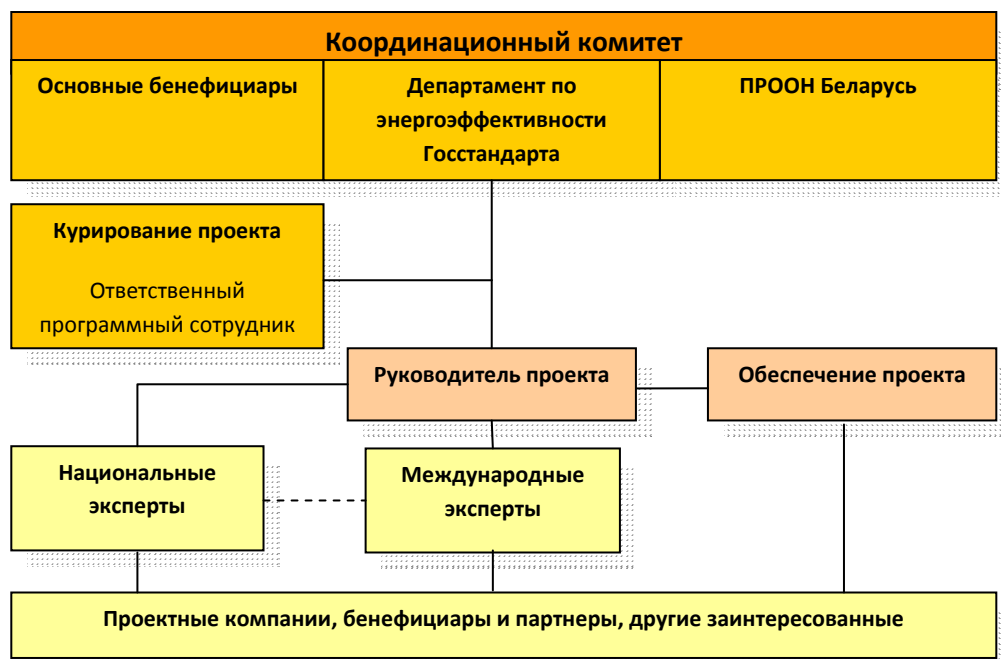 Координационный комитет
Основные бенефициары
Департамент по
энергоэффективности
Госстандарта
ПРООН Беларусь
Курирование проекта
Ответственный
программный сотрудник
Руководитель проекта
Обеспечение проекта
Национальные
эксперты
Международные
эксперты
Проектные компании, бенефициары и партнеры, другие заинтересованные